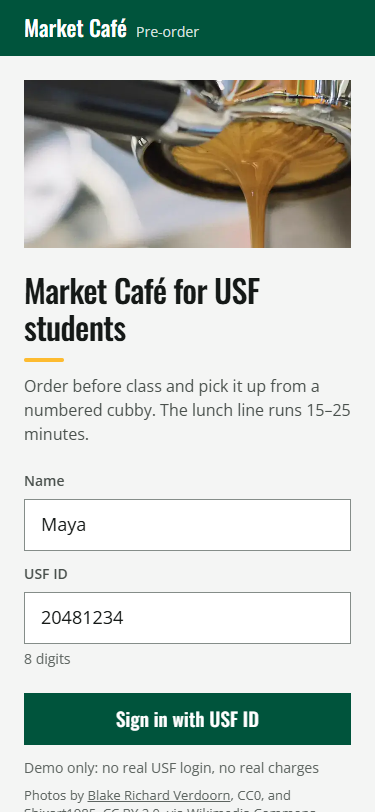 Market Café Pre-order
Market Café for USF
students
Order before class and pick it up from a
numbered cubby. The lunch line runs 15–25
minutes.
Name
Maya
USF ID
20481234
8 digits
Sign in with USF ID
Demo only: no real USF login, no real charges
Photos by Blake Richard Verdoorn, CC0, and